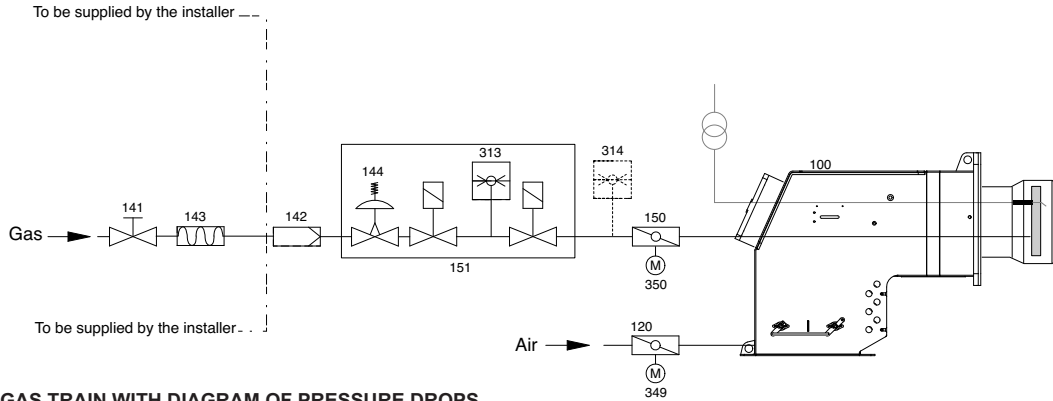 To be supplied by the installer
313
314
100
144
141
143
142
150
Gas
151
M
350
To be supplied by the installer
120
Air
M
349
GAS TRAIN WITH DIAGRAM OF PRESSURE DROPS